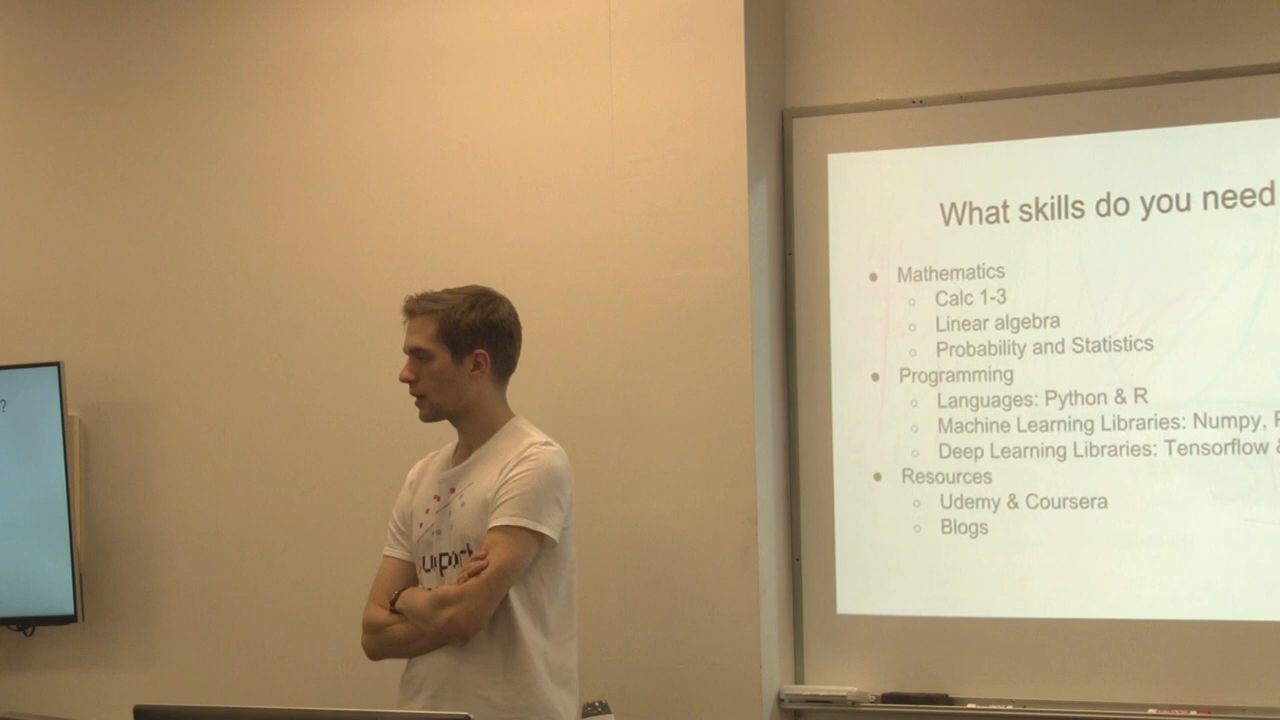 ?
What skills do you need
● Mathematics
○ Calc 1-3
○ Linear algebra
○ Probability and Statistics
● Programming
○ Languages: Python & R
○ Machine Learning Libraries: Numpy,
○ Deep Learning Libraries: Tensorflow &
● Resources
○ Udemy & Coursera
○ Blogs